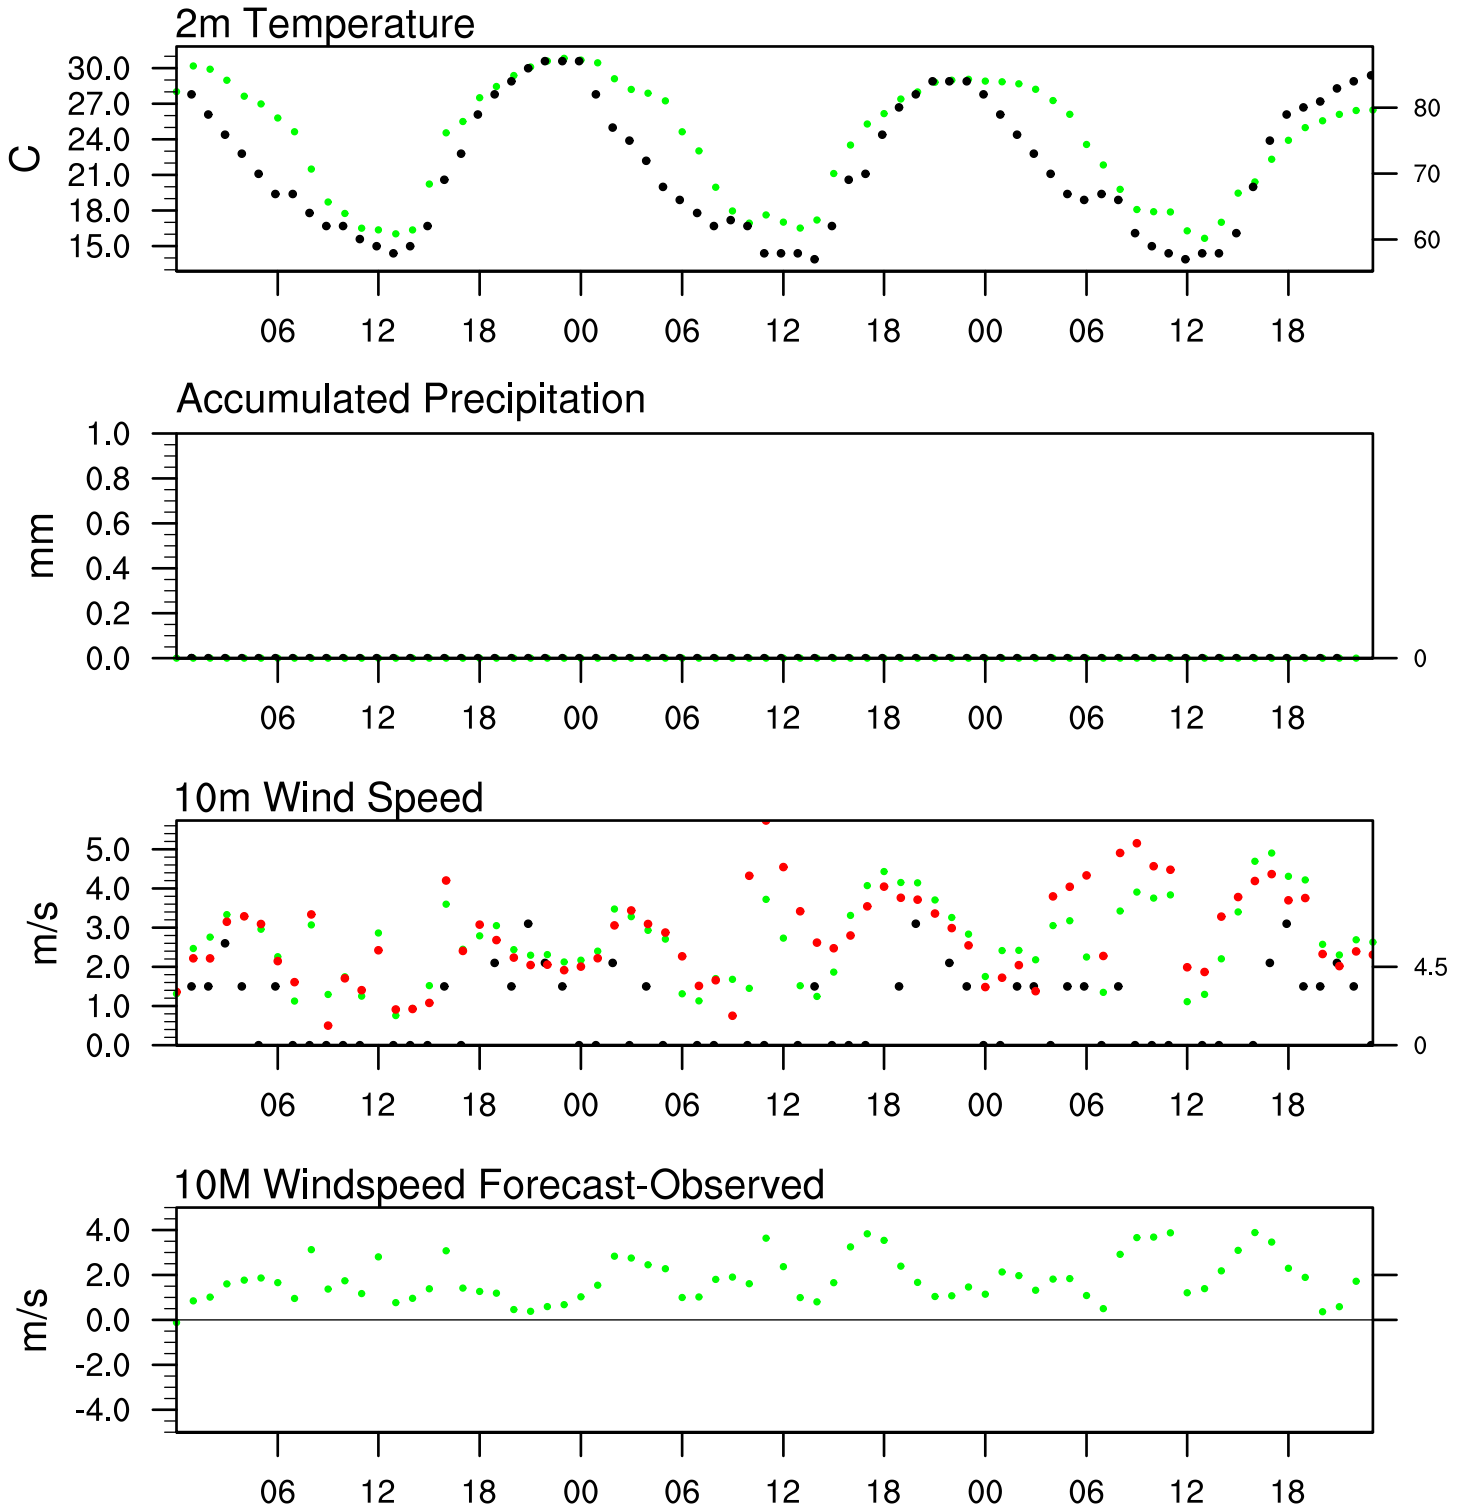 2m Temperature
30.0
27.0
24.0
21.0
18.0
15.0
C
80
70
60
06 12 18 00 06 12 18 00 06 12 18
Accumulated Precipitation
1.0
0.8
0.6
0.4
0.2
0.0
mm
0
06 12 18 00 06 12 18 00 06 12 18
10m Wind Speed
5.0
4.0
3.0
2.0
1.0
0.0
m/s
4.5
0
06 12 18 00 06 12 18 00 06 12 18
10M Windspeed Forecast-Observed
4.0
2.0
0.0
-2.0
-4.0
m/s
06 12 18 00 06 12 18 00 06 12 18